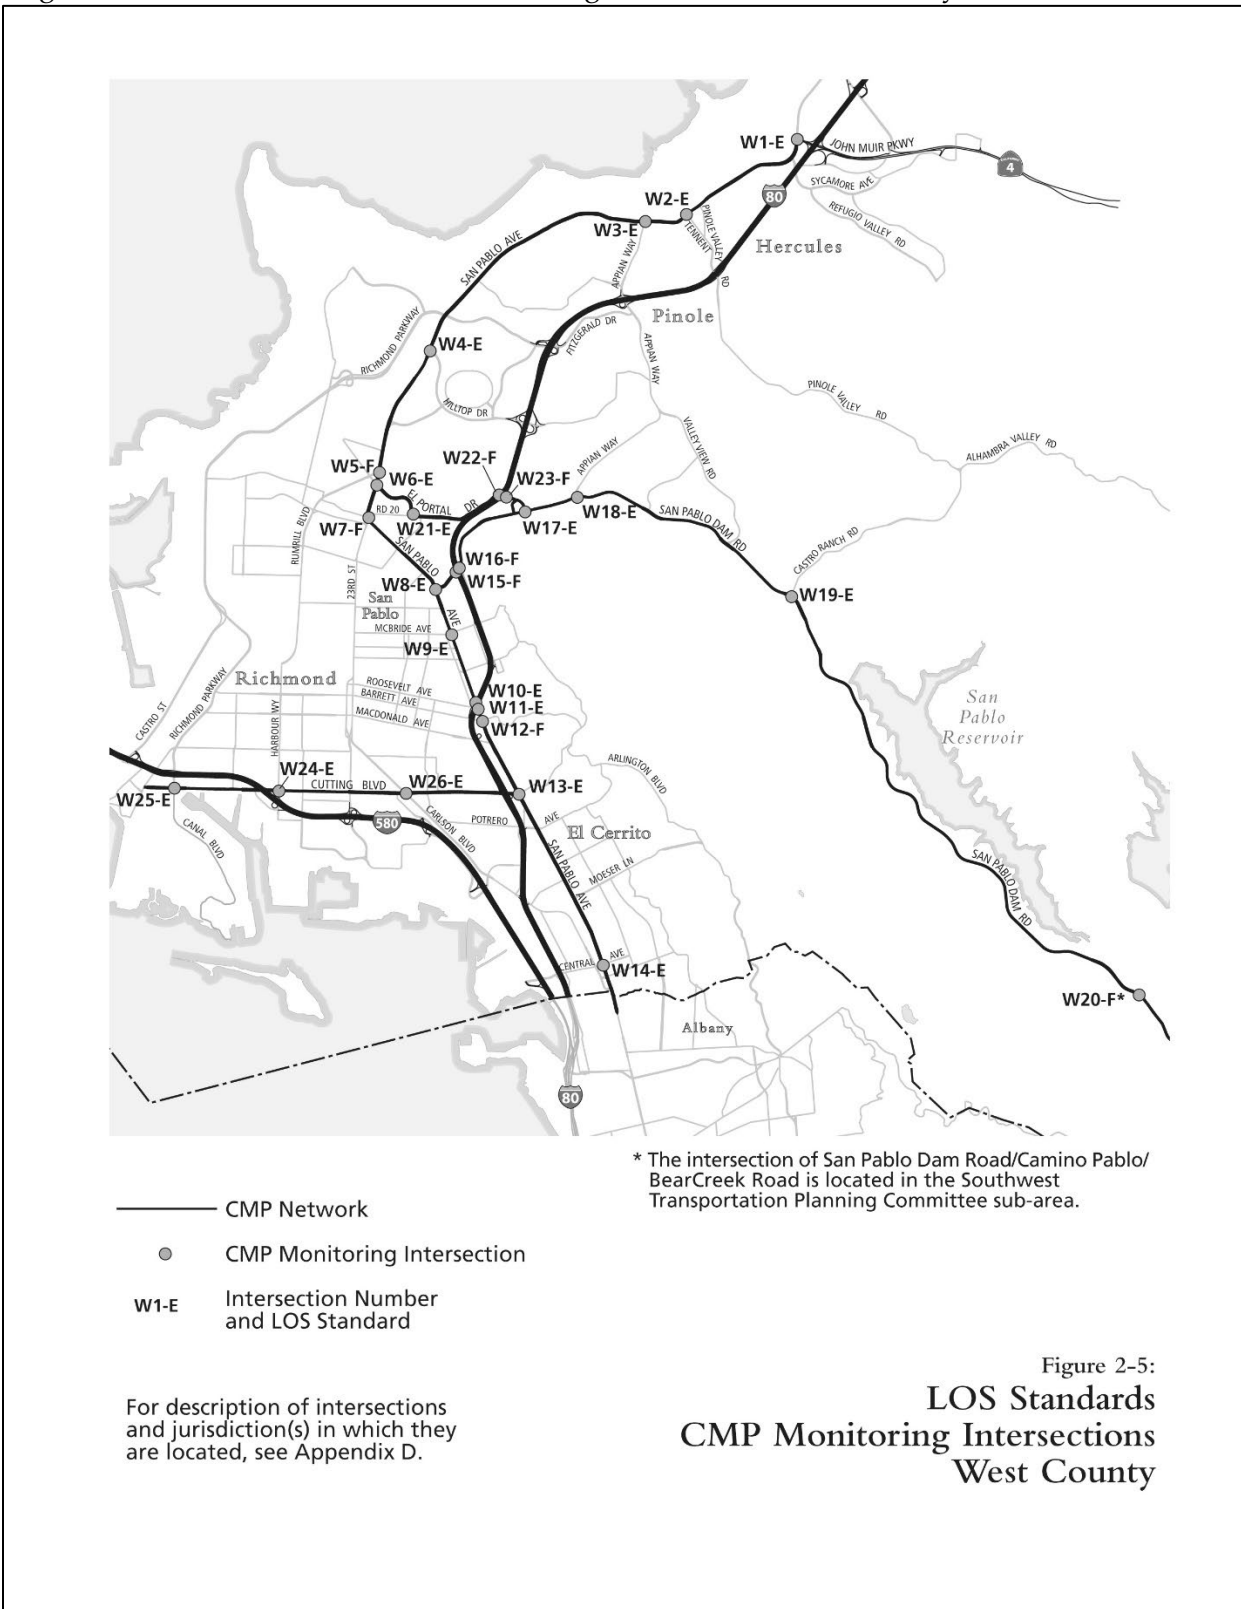 W1-E
JOHN MUIR PKWY
4
SYCAMORE AVE
80
W2-E
REFUGIO VALLEY RD
W3-E
TENNENT
PINOLE VALLEY RD
Hercules
SAN PABLO AVE
APPIAN WAY
RICHMOND PARKWAY
Pinole
FITZGERALD DR
W4-E
APPIAN WAY
PINOLE VALLEY RD
HILLTOP DR
VALLEY VIEW RD
ALHAMBRA VALLEY RD
W22-F
W5-F
APPIAN WAY
W6-E
W23-F
EL PORTAL DR
RUMRILL BLVD
RD 20
W7-F
W21-E
W17-E
W18-E
SAN PABLO DAM RD
SAN PABLO AVE
CASTRO RANCH RD
W16-F
23RD ST
W8-E
W15-F
San
Pablo
W19-E
MCBRIDE AVE
W9-E
Richmond
ROOSEVELT AVE
W10-E
BARRETT AVE
W11-E
MACDONALD AVE
W12-F
CASTRO ST
RICHMOND PARKWAY
HARBOUR WY
San
Pablo
Reservoir
W24-E
CUTTING BLVD
W26-E
W13-E
ARLINGTON BLVD
W25-E
CANAL BLVD
580
CARLSON BLVD
POTRERO AVE
El Cerrito
SAN PABLO AVE
MOESER LN
SAN PABLO DAM RD
CENTRAL AVE
W14-E
W20-F*
Albany
80
* The intersection of San Pablo Dam Road/Camino Pablo/
BearCreek Road is located in the Southwest
Transportation Planning Committee sub-area.
CMP Network
CMP Monitoring Intersection
W1-E
Intersection Number
and LOS Standard
For description of intersections
and jurisdiction(s) in which they
are located, see Appendix D.
Figure 2-5:
LOS Standards
CMP Monitoring Intersections
West County